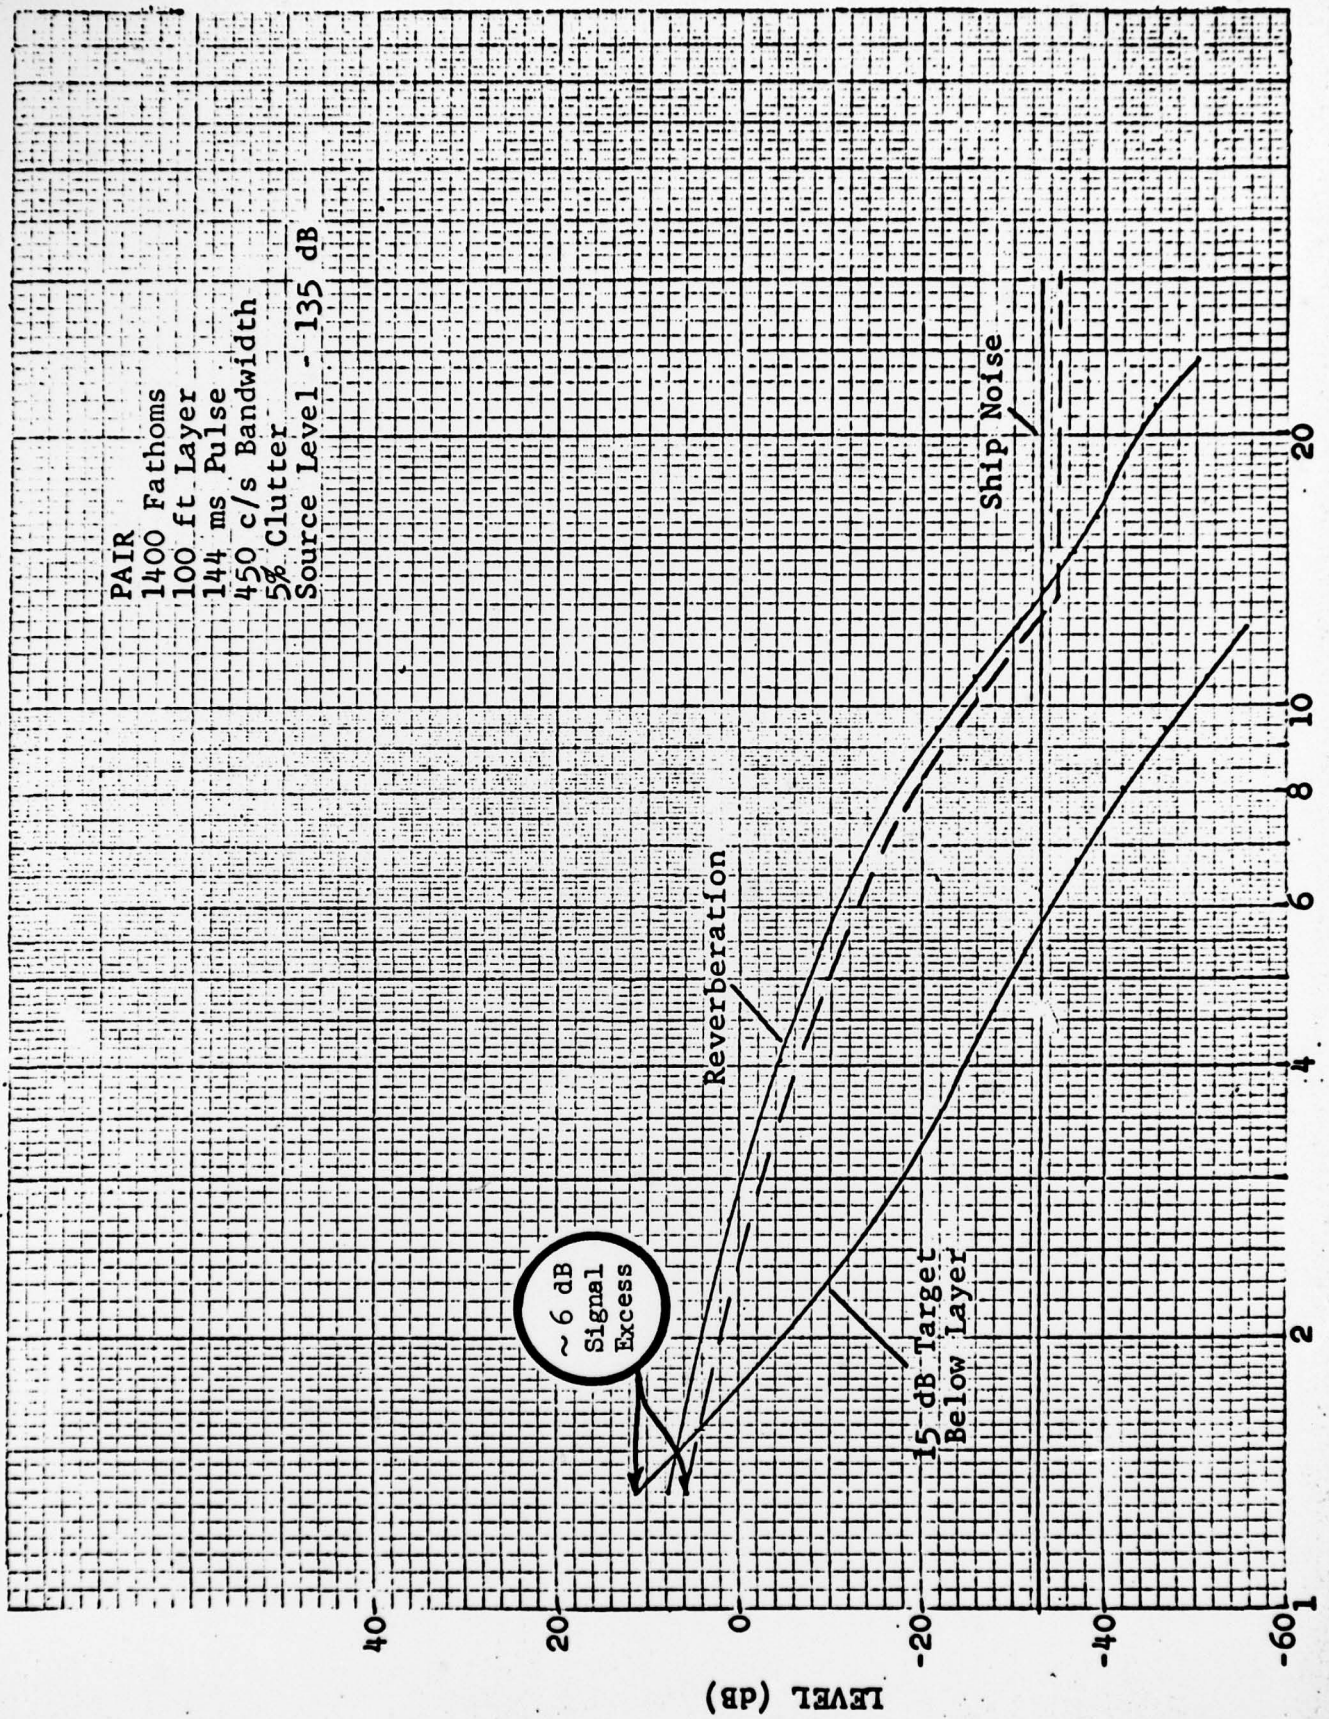 PAIR
1400 Fathoms
100 ft Layer
144 ms Pulse
450 c/s Bandwidth
5% Clutter
Source Level - 135 dB
~ 6 dB
Signal
Excess
Reverberation
Ship Noise
15 dB Target
Below Layer
LEVEL (dB)
40
20
0
-20
-40
-60
1
2
4
6
8
10
20